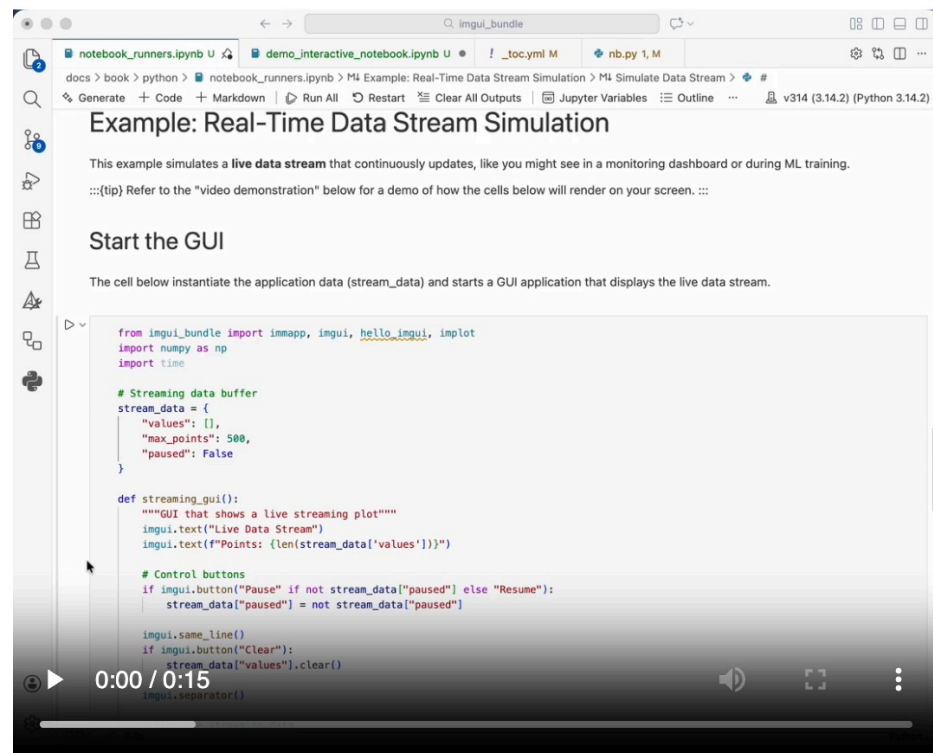 imgui_bundle
notebook_runners.ipynb U
demo_interactive_notebook.ipynb U
! _toc.yml M
nb.py 1, M
docs > book > python > notebook_runners.ipynb > M↓ Example: Real-Time Data Stream Simulation > M↓ Simulate Data Stream > #
Generate + Code + Markdown | Run All Restart Clear All Outputs | Jupyter Variables Outline ... v314 (3.14.2) (Python 3.14.2)
2
9
Example: Real-Time Data Stream Simulation
This example simulates a live data stream that continuously updates, like you might see in a monitoring dashboard or during ML training.
:::{tip} Refer to the "video demonstration" below for a demo of how the cells below will render on your screen. :::
Start the GUI
The cell below instantiate the application data (stream_data) and starts a GUI application that displays the live data stream.
from imgui_bundle import immapp, imgui, hello_imgui, implot
import numpy as np
import time
# Streaming data buffer
stream_data = {
"values": [],
"max_points": 500,
"paused": False
}
def streaming_gui():
"""GUI that shows a live streaming plot"""
imgui.text("Live Data Stream")
imgui.text(f"Points: {len(stream_data['values'])}")
# Control buttons
if imgui.button("Pause" if not stream_data["paused"] else "Resume"):
stream_data["paused"] = not stream_data["paused"]
imgui.same_line()
if imgui.button("Clear"):
stream_data["values"].clear()
imgui.separator()
0:00 / 0:15